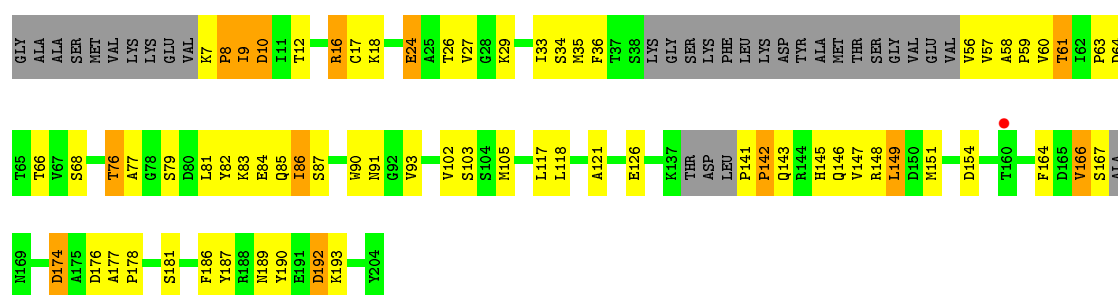 GLY ALA ALA SER MET VAL LYS LYS GLU VAL K7 P8 I9 D10 I11 T12 R16 C17 K18 E24 A25 T26 V27 G28 K29 I33 S34 M35 F36 T37 S38 LYS GLY SER LYS PHE LEU LYS ASP TYR ALA MET THR SER GLY VAL GLU VAL V56 V57 A58 P59 V60 T61 I62 P63 D64
T65 T66 V67 S68 T76 A77 G78 S79 D80 L81 Y82 K83 E84 Q85 I86 S87 W90 N91 G92 V93 V102 S103 S104 M105 L117 L118 A121 E126 K137 THR ASP LEU P141 P142 Q143 R144 H145 Q146 V147 R148 L149 D150 M151 D154 T160 F164 D165 V166 S167 ALA
N169 D174 A175 D176 A177 P178 S181 F186 Y187 R188 N189 Y190 E191 D192 K193 Y204